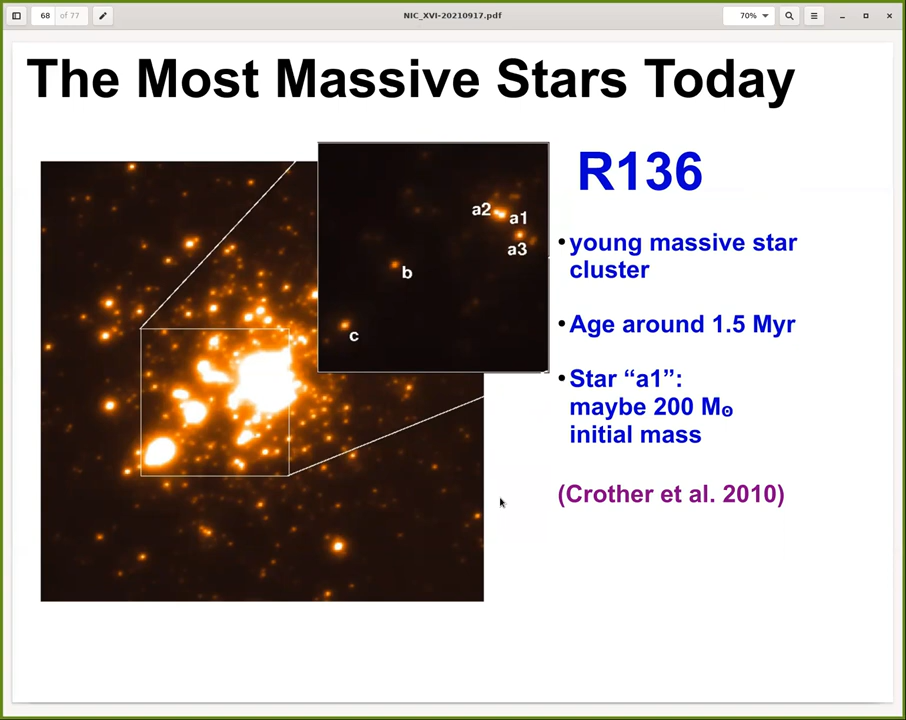 68 of 77
NIC_XVI-20210917.pdf
70%
The Most Massive Stars Today
a2
a1
a3
b
c
R136
• young massive star
cluster
• Age around 1.5 Myr
• Star “a1”:
maybe 200 M⊙
initial mass
(Crother et al. 2010)